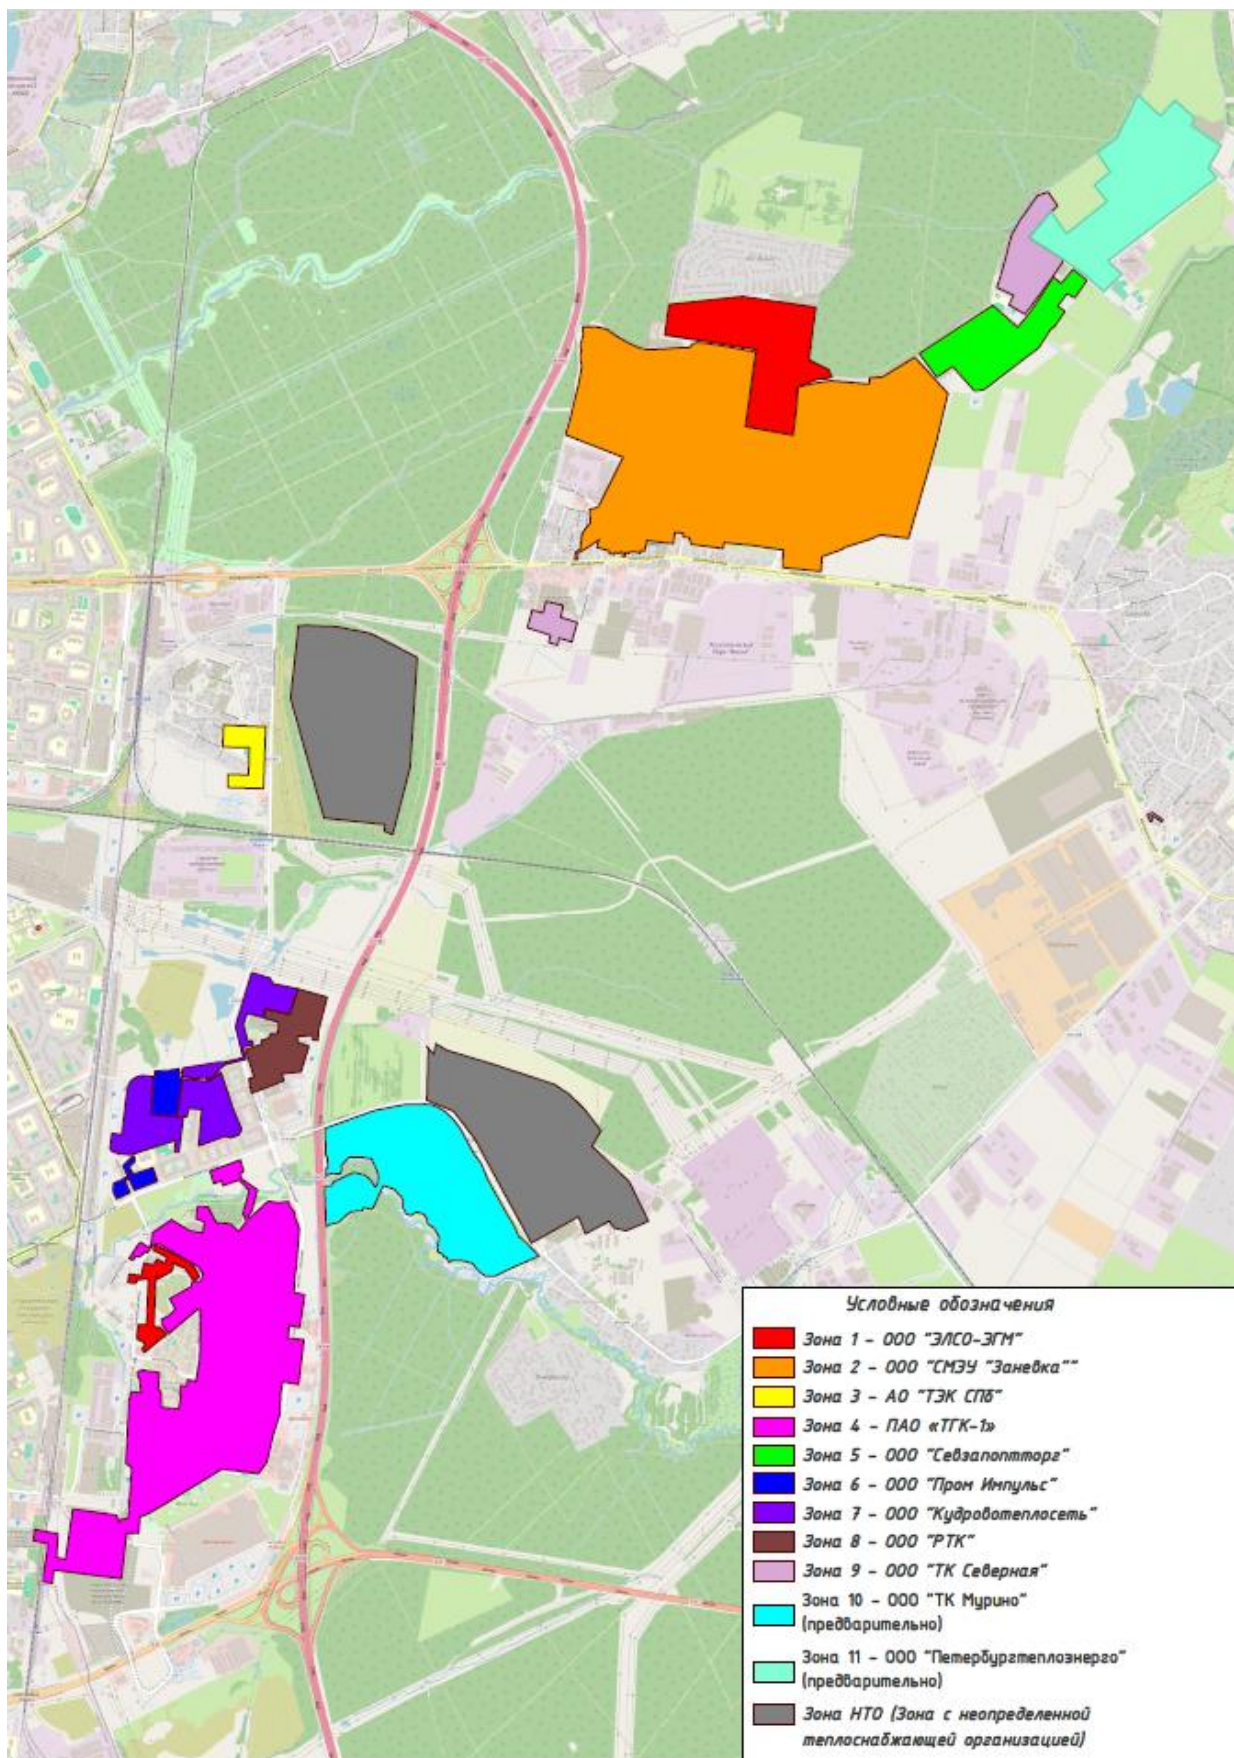 Условные обозначения
Зона 1 - ООО "ЭЛСО-ЭГМ"
Зона 2 - ООО "СМЭУ "Заневка""
Зона 3 - АО "ТЭК СПб"
Зона 4 - ПАО «ТГК-1»
Зона 5 - ООО "Севзапоптторг"
Зона 6 - ООО "Пром Импульс"
Зона 7 - ООО "Кудровотеплосеть"
Зона 8 - ООО "РТК"
Зона 9 - ООО "ТК Северная"
Зона 10 - ООО "ТК Мурино"
(предварительно)
Зона 11 - ООО "Петербургтеплоэнерго"
(предварительно)
Зона НТО (Зона с неопределенной
теплоснабжающей организацией)